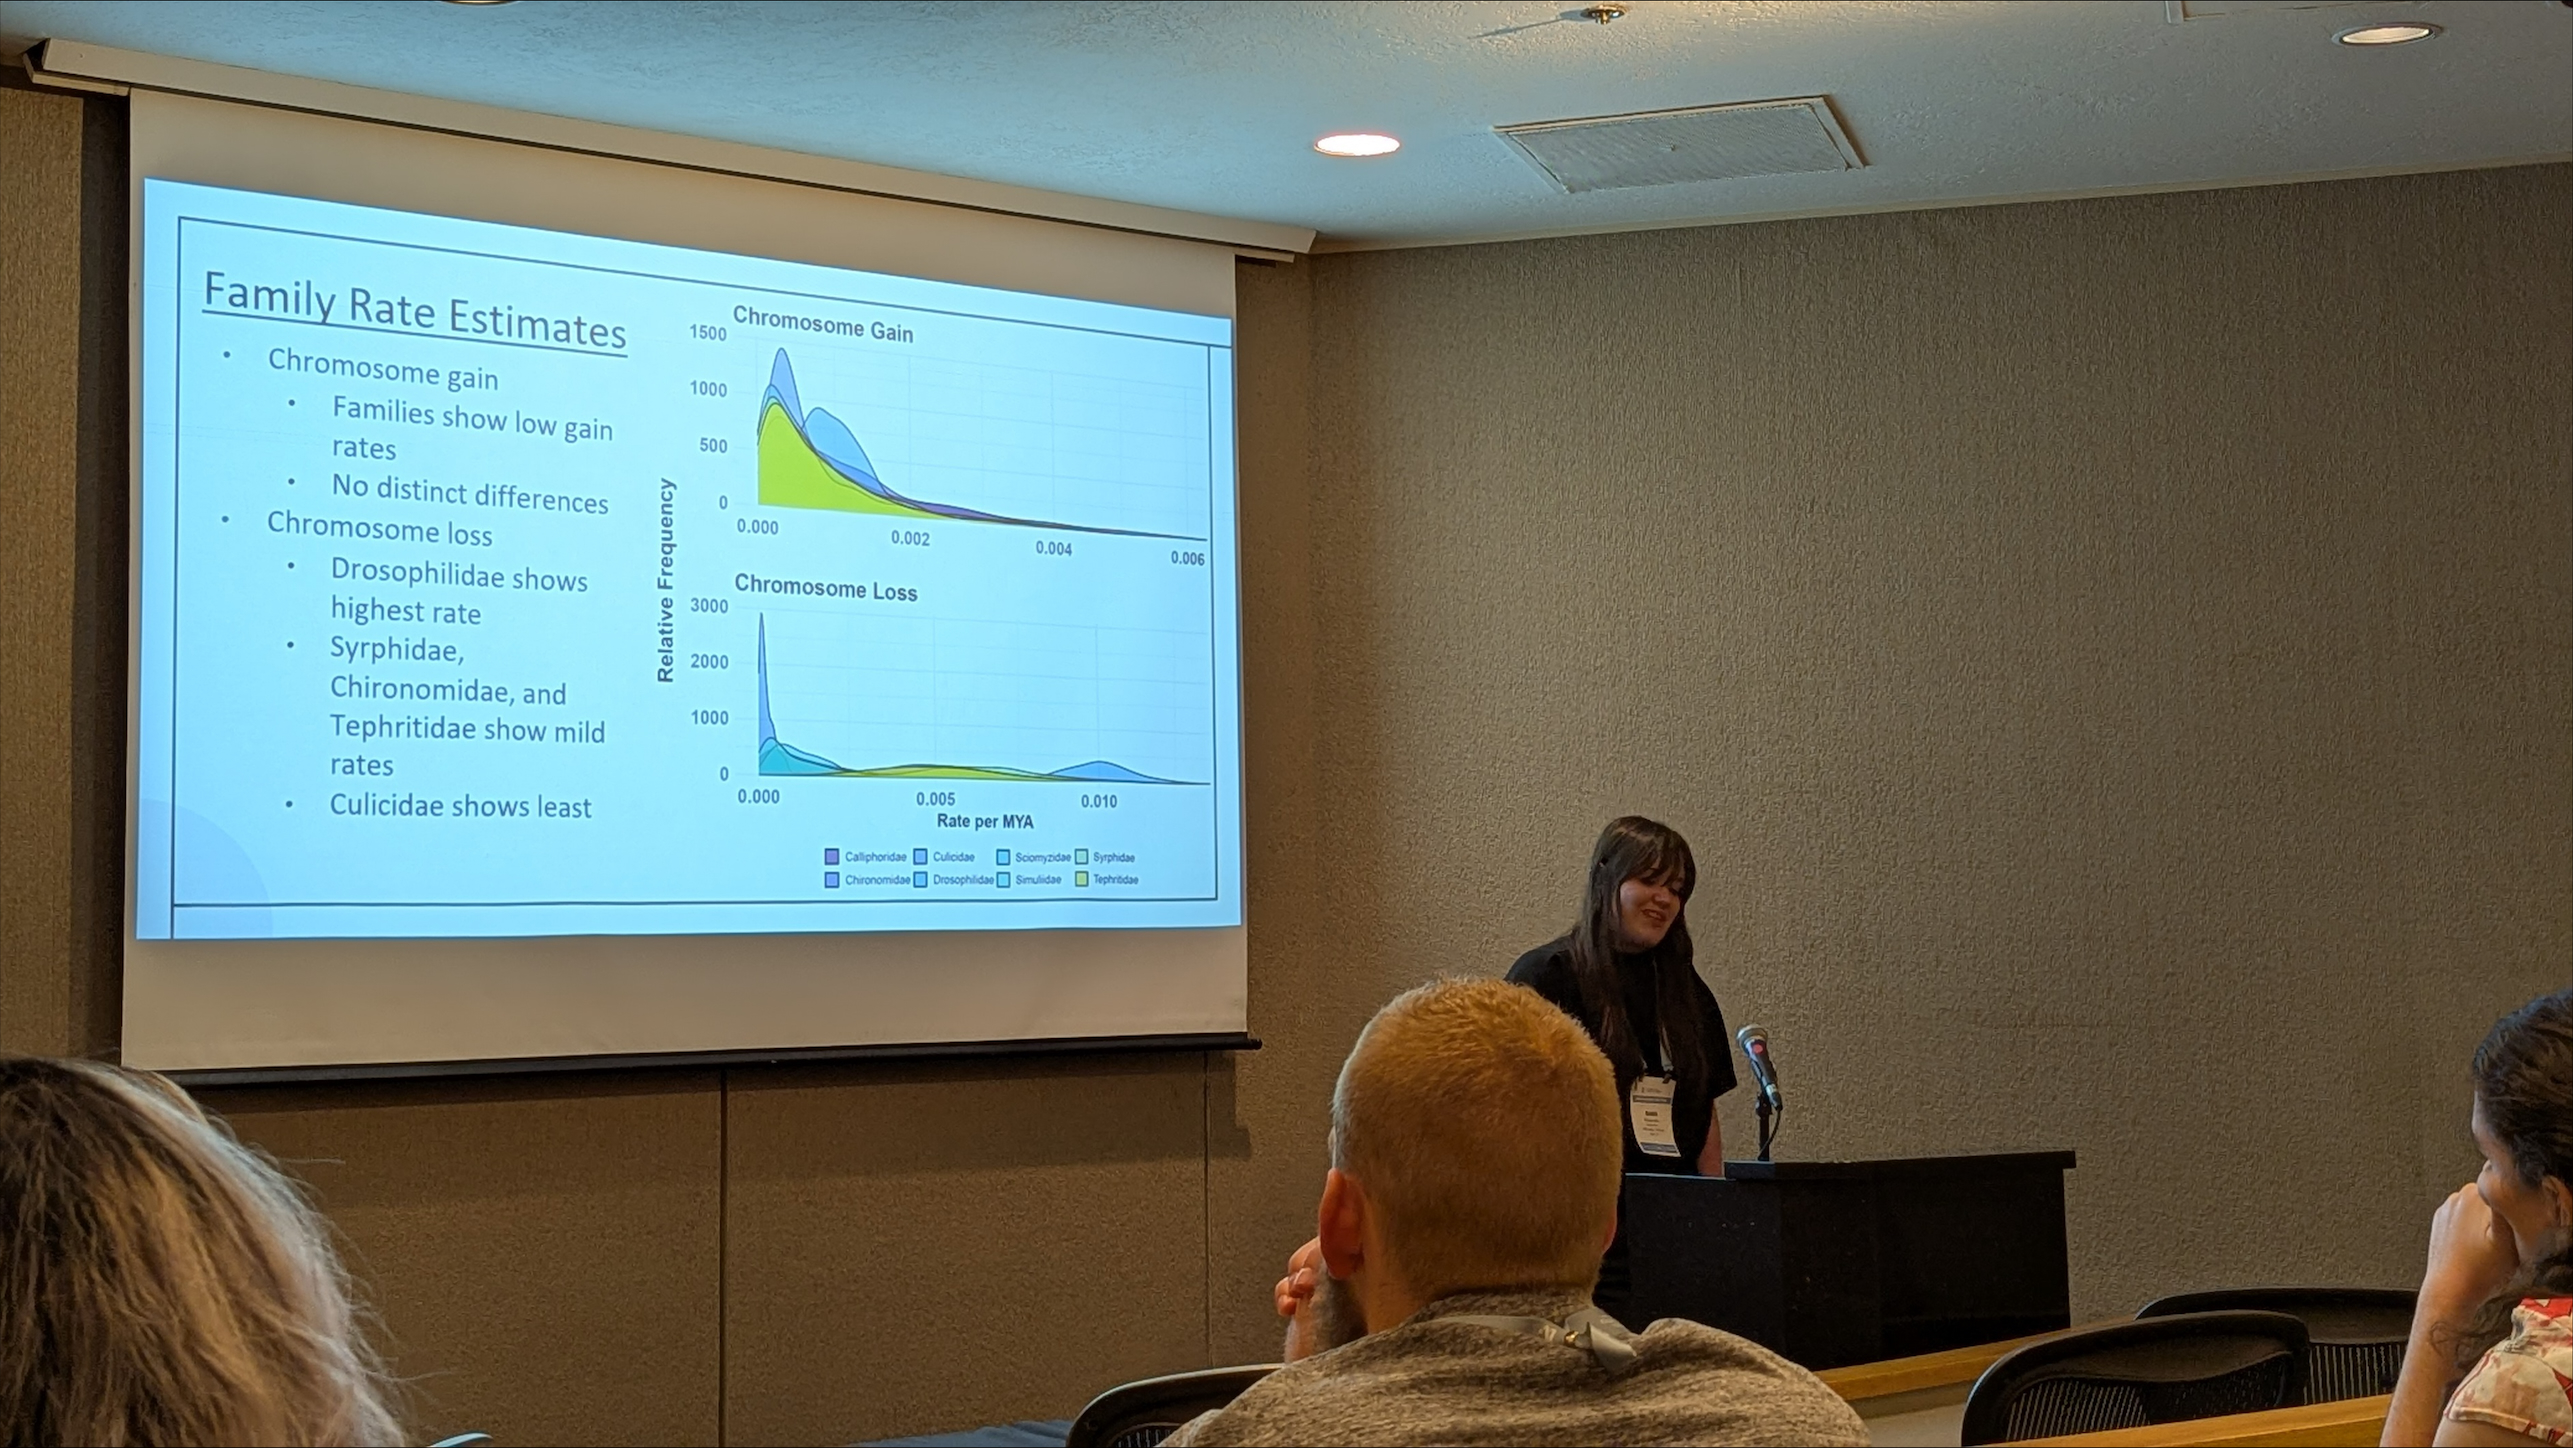 Family Rate Estimates
• Chromosome gain
• Families show low gain
rates
• No distinct differences
• Chromosome loss
• Drosophilidae shows
highest rate
• Syrphidae,
Chironomidae, and
Tephritidae show mild
rates
• Culicidae shows least
Relative Frequency
Chromosome Gain
1500
1000
500
0
0.000 0.002 0.004 0.006
Chromosome Loss
3000
2000
1000
0
0.000 0.005 0.010
Rate per MYA
Calliphoridae Culicidae Sciomyzidae Syrphidae
Chironomidae Drosophilidae Simuliidae Tephritidae